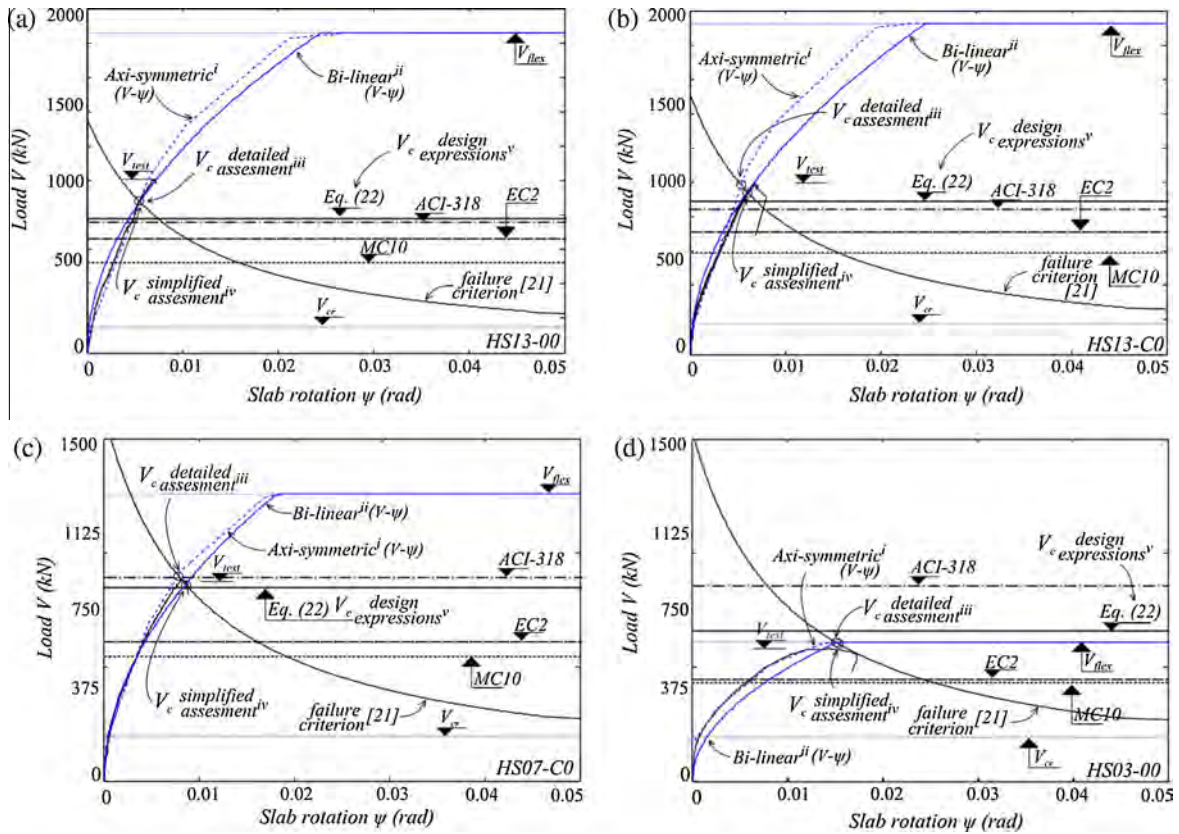 (a)
2000
1500
1000
500
0
Load V (kN)
Axi-symmetric^i
(V-ψ)
Bi-linear^ii
(V-ψ)
V_flex
V_test
V_c detailed
assesment^iii
V_c design
expressions^v
Eq. (22)
ACI-318
EC2
MC10
V_c simplified
assesment^iv
failure
criterion [21]
V_cr
HS13-00
0 0.01 0.02 0.03 0.04 0.05
Slab rotation ψ (rad)
(b)
2000
1500
1000
500
0
Load V (kN)
Axi-symmetric^i
(V-ψ)
Bi-linear^ii
(V-ψ)
V_flex
V_c detailed
assesment^iii
V_c design
expressions^v
V_test
Eq. (22)
ACI-318
EC2
MC10
V_c simplified
assesment^iv
failure
criterion
[21]
V_cr
HS13-C0
0 0.01 0.02 0.03 0.04 0.05
Slab rotation ψ (rad)
(c)
1500
1125
750
375
0
Load V (kN)
V_c detailed
assesment^iii
V_flex
Bi-linear^ii (V-ψ)
Axi-symmetric^i (V-ψ)
V_test
ACI-318
Eq. (22)
V_c design
expressions^v
EC2
MC10
V_c simplified
assesment^iv
failure
criterion [21]
V_cr
HS07-C0
0 0.01 0.02 0.03 0.04 0.05
Slab rotation ψ (rad)
(d)
1500
1125
750
375
0
Load V (kN)
Axi-symmetric^i
(V-ψ)
ACI-318
V_c design
expressions^v
V_c detailed
assesment^iii
Eq. (22)
V_test
V_flex
EC2
V_c simplified
assesment^iv
failure
criterion [21]
MC10
Bi-linear^ii (V-ψ)
V_cr
HS03-00
0 0.01 0.02 0.03 0.04 0.05
Slab rotation ψ (rad)